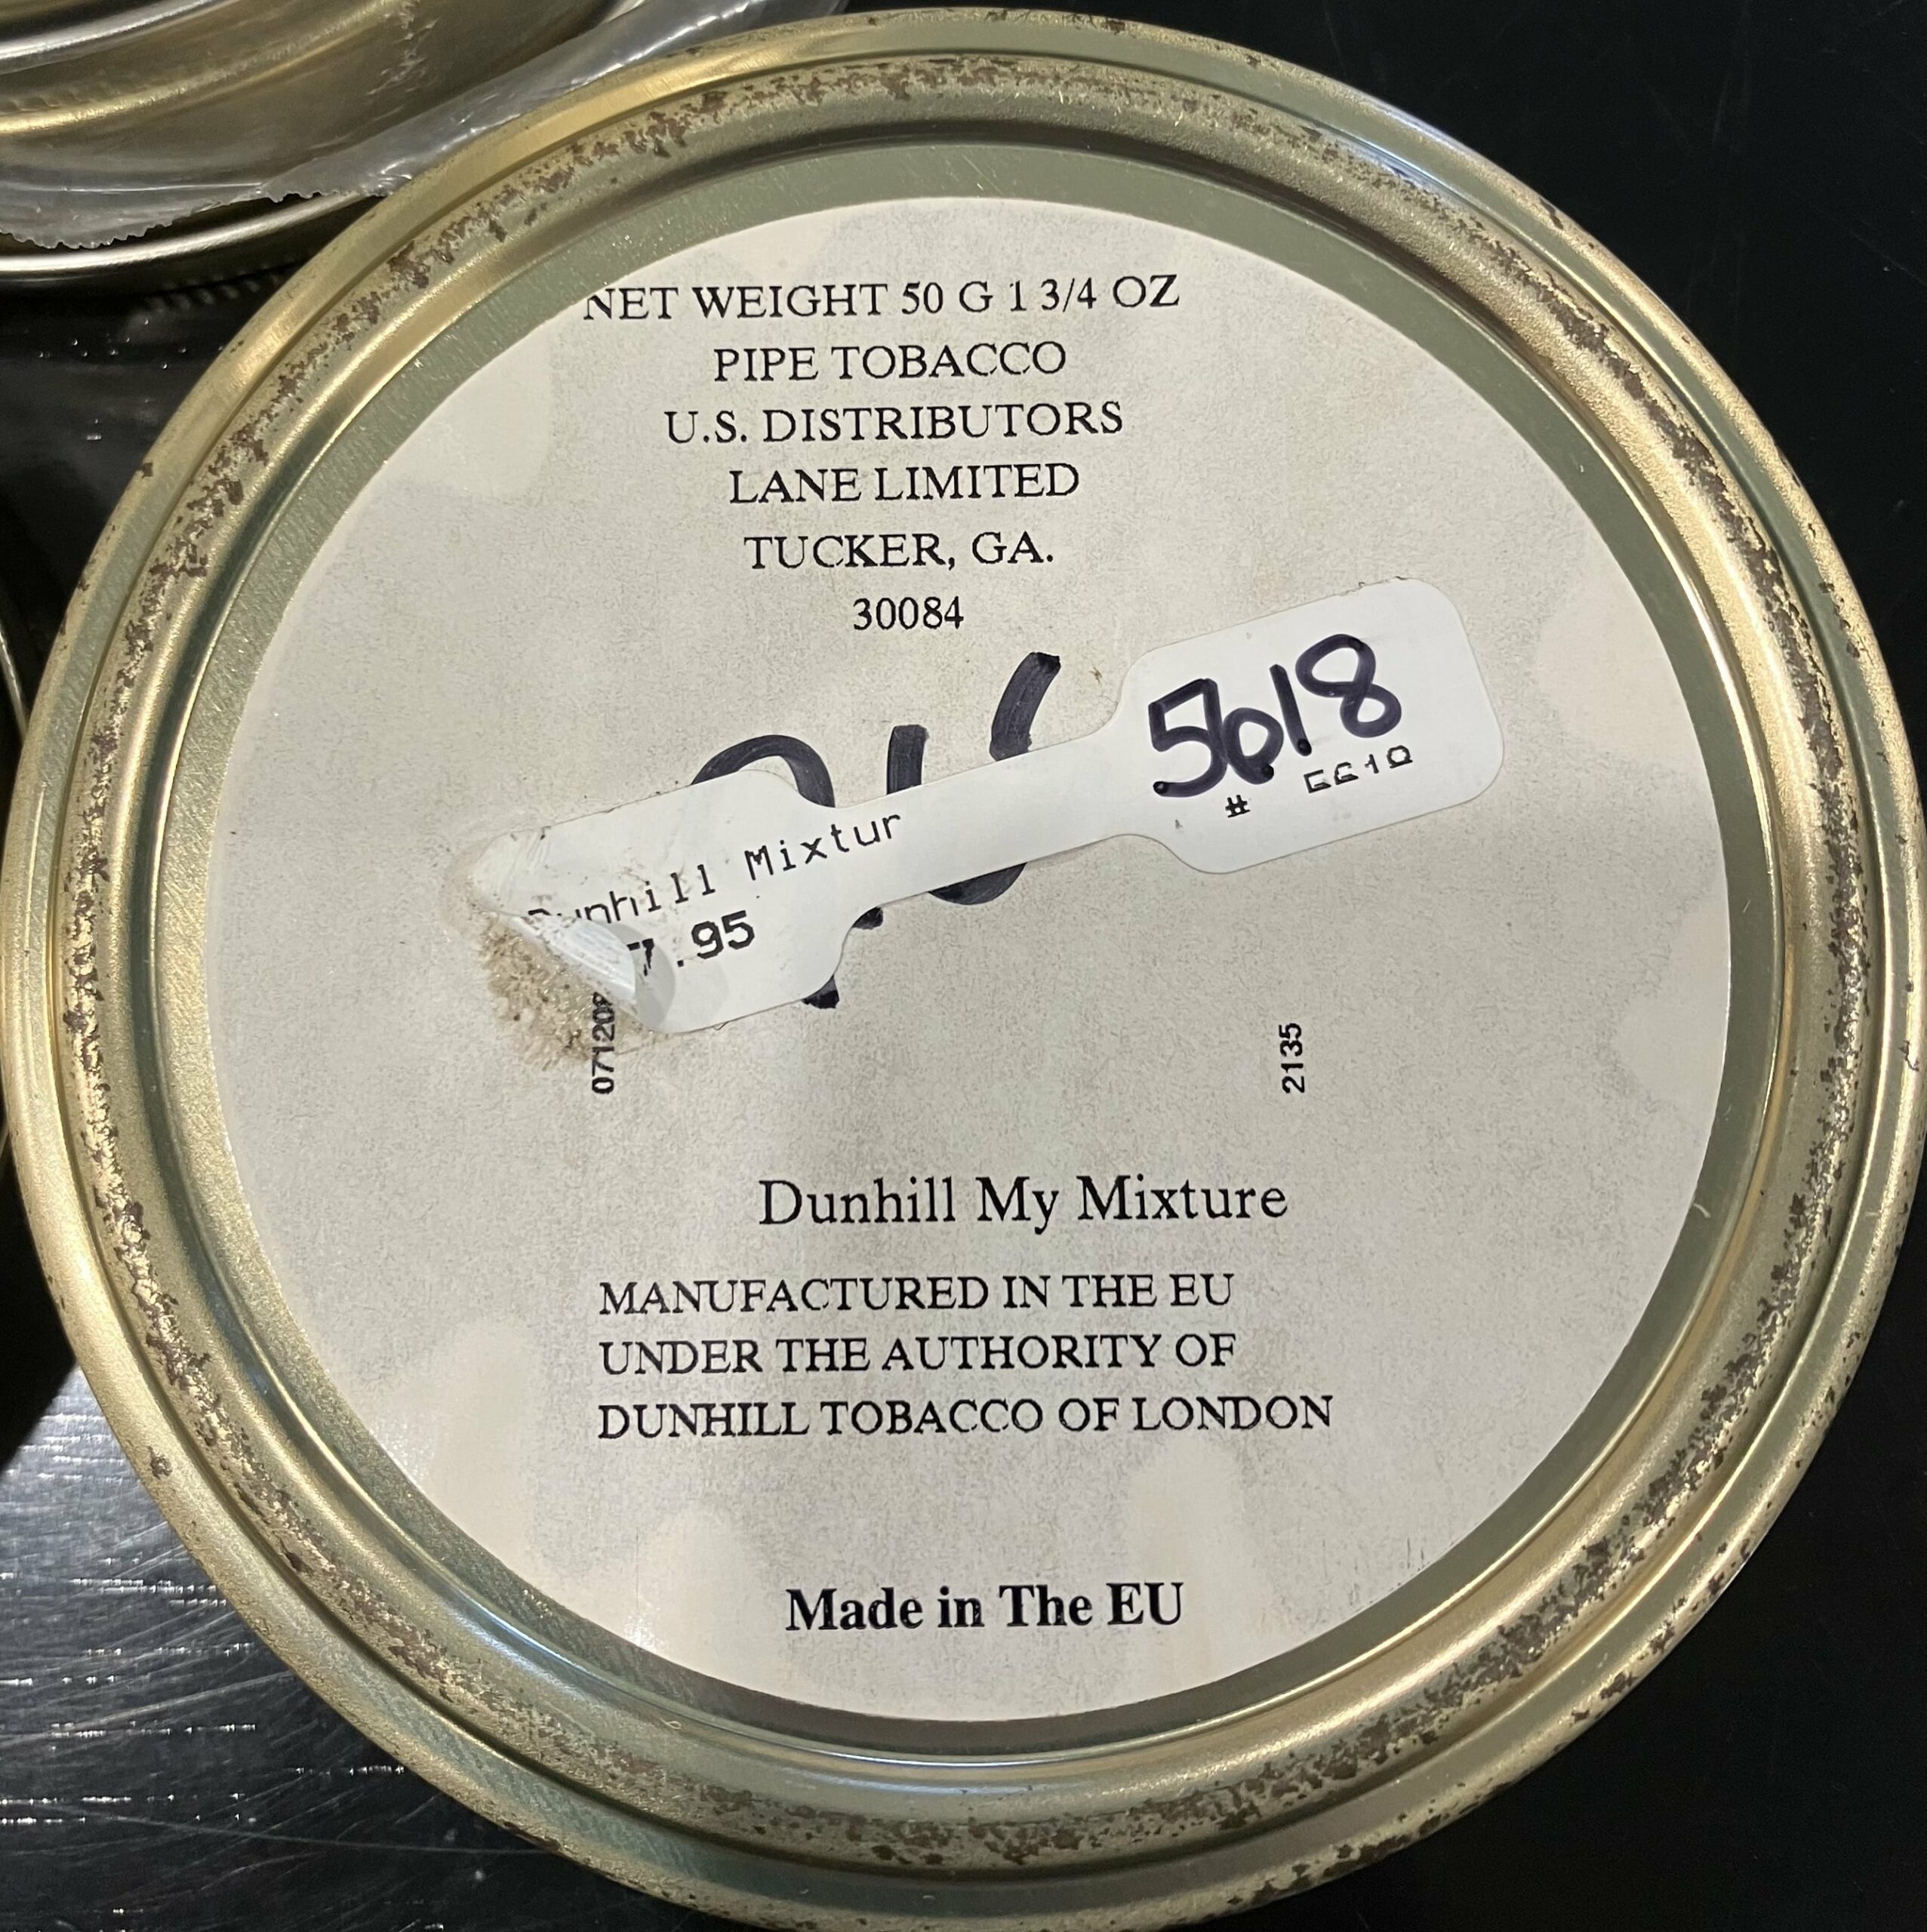 NET WEIGHT 50 G 1 3/4 OZ
PIPE TOBACCO
U.S. DISTRIBUTORS
LANE LIMITED
TUCKER, GA.
30084
5618
Dunhill Mixtur
7.95
#
071208
2135
Dunhill My Mixture
MANUFACTURED IN THE EU
UNDER THE AUTHORITY OF
DUNHILL TOBACCO OF LONDON
Made in The EU